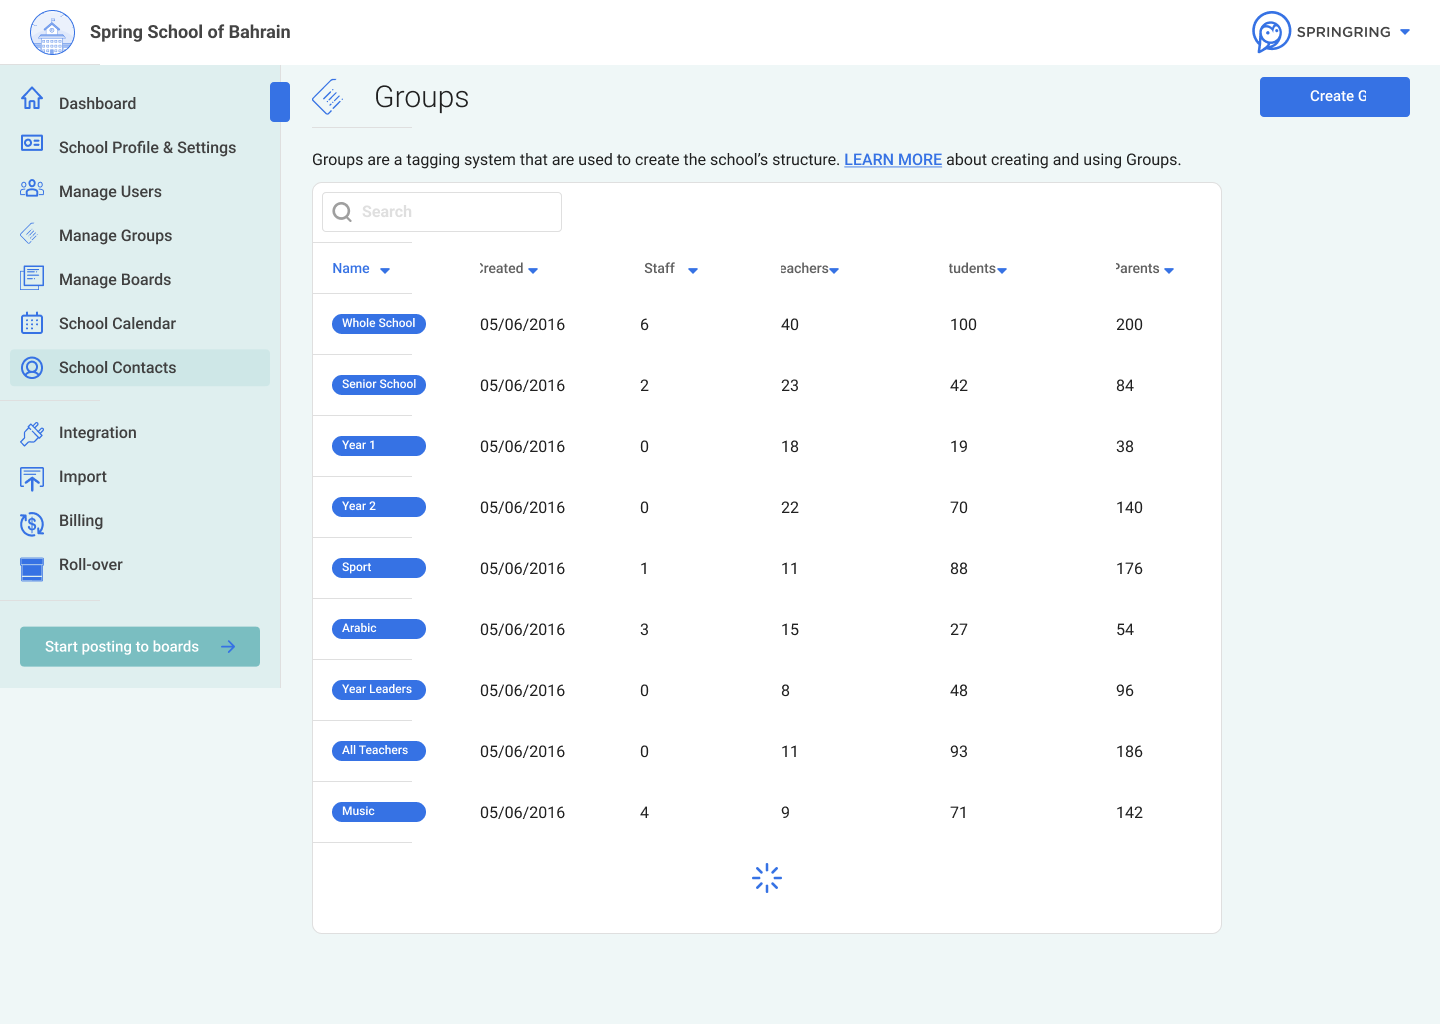 Spring School of Bahrain
SPRINGRING
Dashboard
School Profile & Settings
Manage Users
Manage Groups
Manage Boards
School Calendar
School Contacts
Integration
Import
Billing
Roll-over
Start posting to boards
Groups
Create G
Groups are a tagging system that are used to create the school's structure. LEARN MORE about creating and using Groups.
Search
Name Created Staff eachers tudents Parents
Whole School 05/06/2016 6 40 100 200
Senior School 05/06/2016 2 23 42 84
Year 1 05/06/2016 0 18 19 38
Year 2 05/06/2016 0 22 70 140
Sport 05/06/2016 1 11 88 176
Arabic 05/06/2016 3 15 27 54
Year Leaders 05/06/2016 0 8 48 96
All Teachers 05/06/2016 0 11 93 186
Music 05/06/2016 4 9 71 142